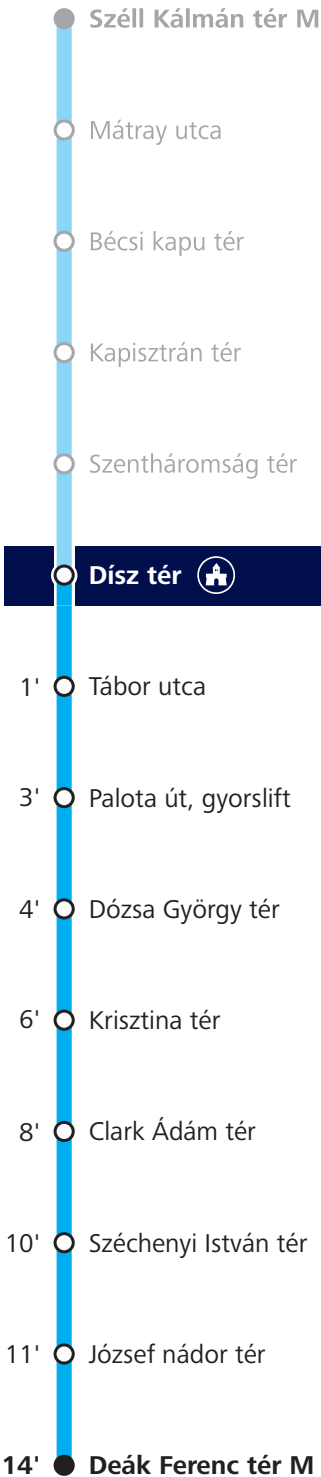 Széll Kálmán tér M
Mátray utca
Bécsi kapu tér
Kapisztrán tér
Szentháromság tér
Dísz tér
1' Tábor utca
3' Palota út, gyorslift
4' Dózsa György tér
6' Krisztina tér
8' Clark Ádám tér
10' Széchenyi István tér
11' József nádor tér
14' Deák Ferenc tér M